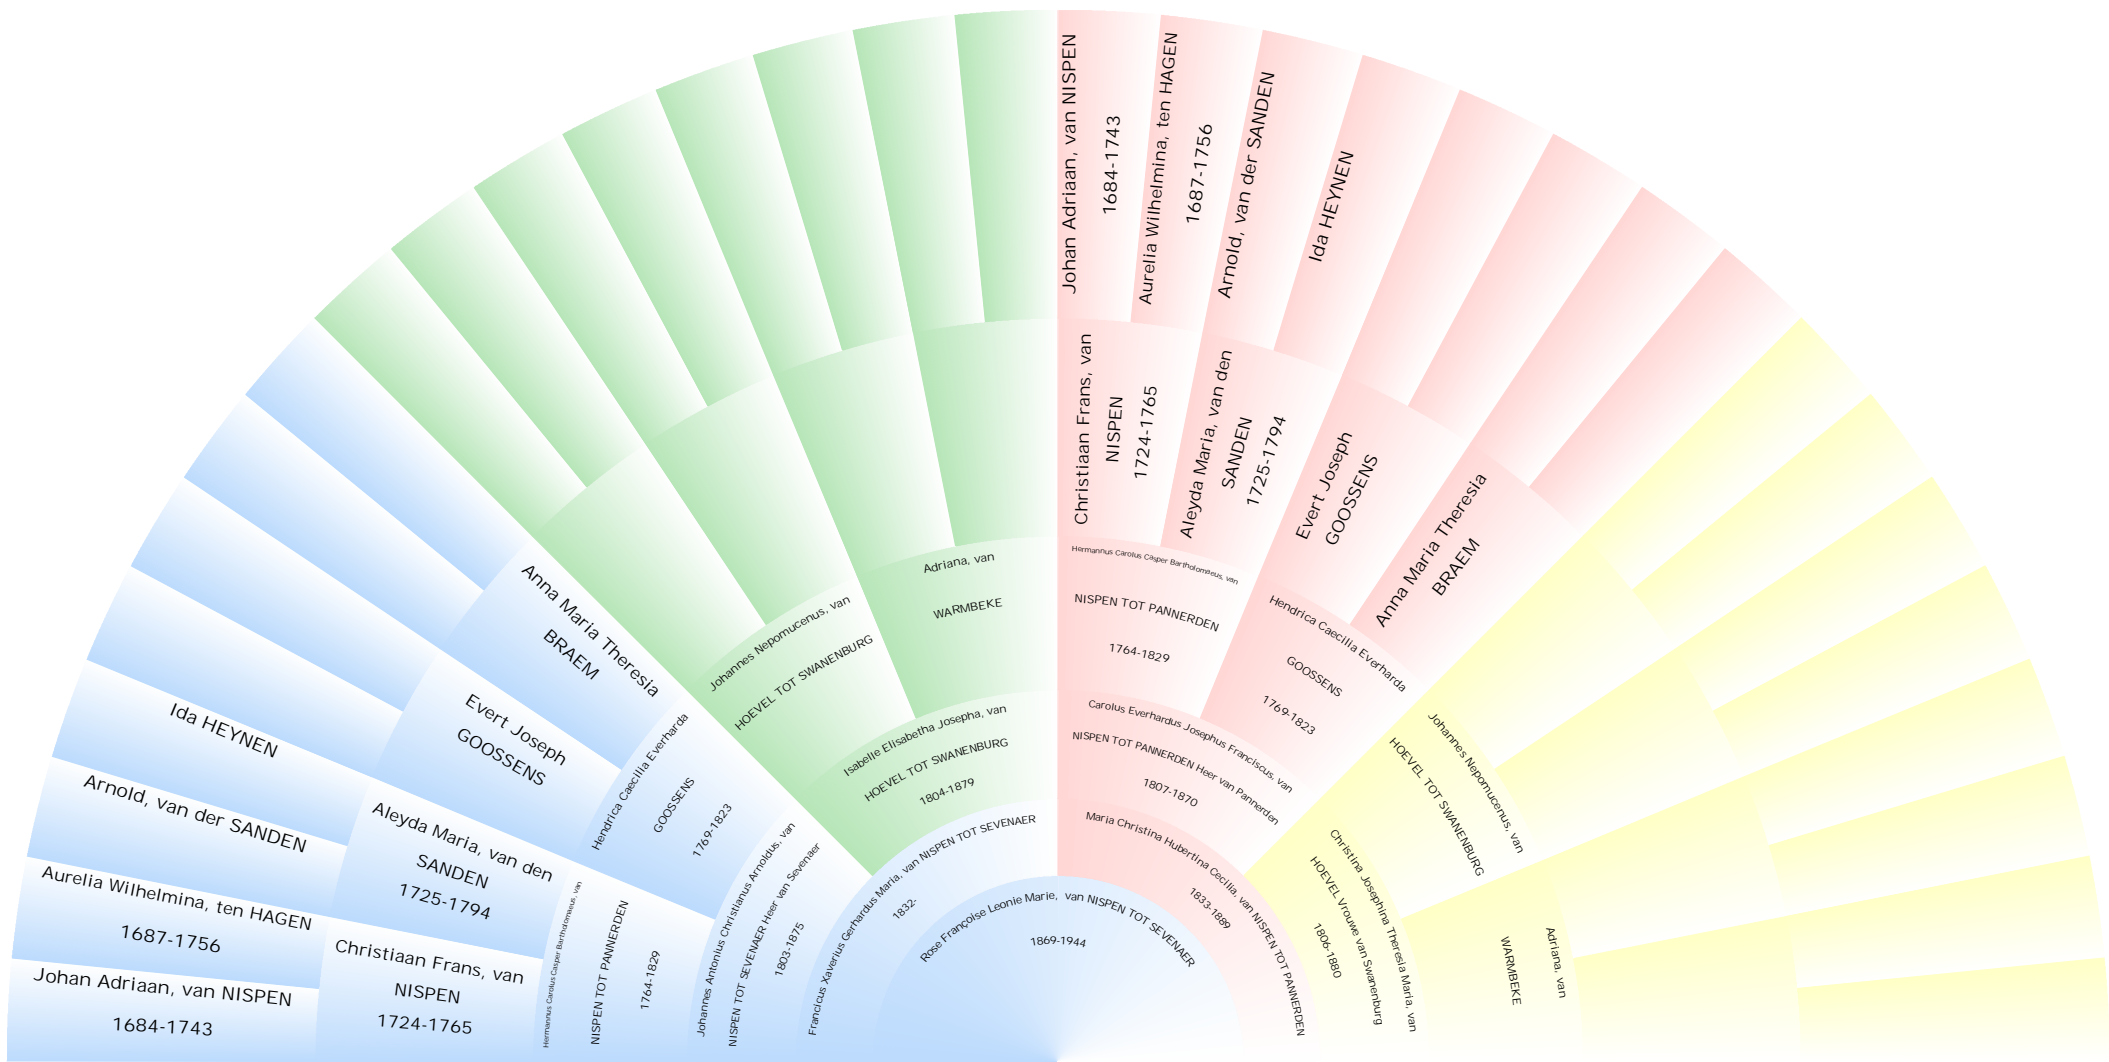 Rose Françoise Leonie Marie, van NISPEN TOT SEVENAER
1869-1944
Francicus Xaverius Gerhardus Maria, van NISPEN TOT SEVENAER
1832-
Maria Christina Hubertina Cecilia, van NISPEN TOT PANNERDEN
1833-1889
Johannes Antonius Christianus Arnoldus, van
NISPEN TOT SEVENAER Heer van Sevenaer
1803-1875
Isabelle Elisabetha Josepha, van
HOEVEL TOT SWANENBURG
1804-1879
Carolus Everhardus Josephus Franciscus, van
NISPEN TOT PANNERDEN Heer van Pannerden
1807-1870
Christina Josephina Theresia Maria, van
HOEVEL Vrouwe van Swanenburg
1806-1880
Hermannus Carolus Casper Bartholomaeus, van
NISPEN TOT PANNERDEN
1764-1829
Hendrica Caecilia Everharda
GOOSSENS
1769-1823
Johannes Nepomucenus, van
HOEVEL TOT SWANENBURG
Adriana, van
WARMBEKE
Hermannus Carolus Casper Bartholomaeus, van
NISPEN TOT PANNERDEN
1764-1829
Hendrica Caecilia Everharda
GOOSSENS
1769-1823
Johannes Nepomucenus, van
HOEVEL TOT SWANENBURG
Adriana, van
WARMBEKE
Christiaan Frans, van
NISPEN
1724-1765
Aleyda Maria, van den
SANDEN
1725-1794
Evert Joseph
GOOSSENS
Anna Maria Theresia
BRAEM
Christiaan Frans, van
NISPEN
1724-1765
Aleyda Maria, van den
SANDEN
1725-1794
Evert Joseph
GOOSSENS
Anna Maria Theresia
BRAEM
Johan Adriaan, van NISPEN
1684-1743
Aurelia Wilhelmina, ten HAGEN
1687-1756
Arnold, van der SANDEN
Ida HEYNEN
Johan Adriaan, van NISPEN
1684-1743
Aurelia Wilhelmina, ten HAGEN
1687-1756
Arnold, van der SANDEN
Ida HEYNEN